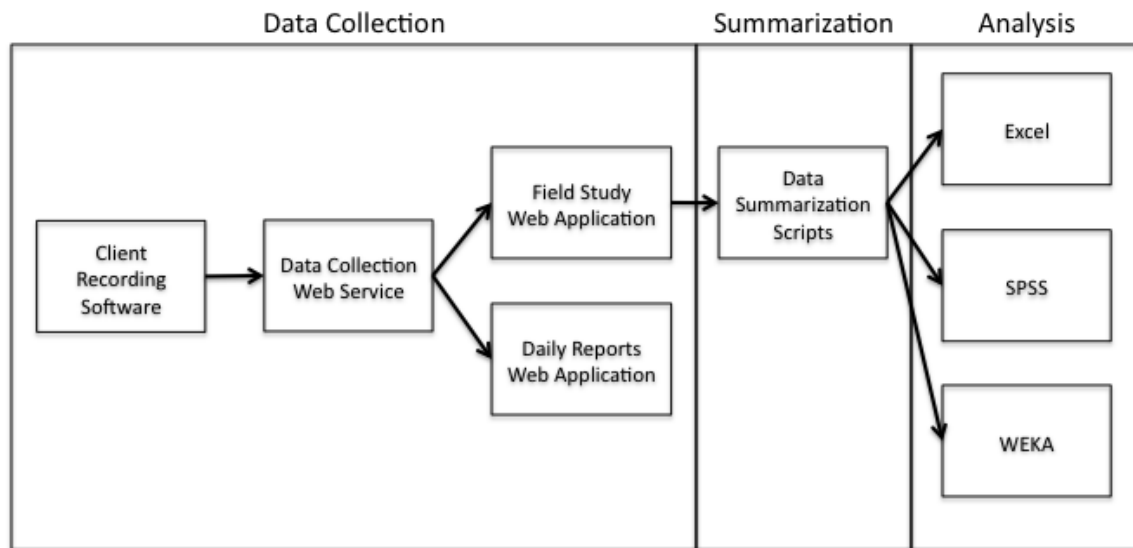 Data Collection
Summarization
Analysis
Client
Recording
Software
Data Collection
Web Service
Field Study
Web Application
Daily Reports
Web Application
Data
Summarization
Scripts
Excel
SPSS
WEKA